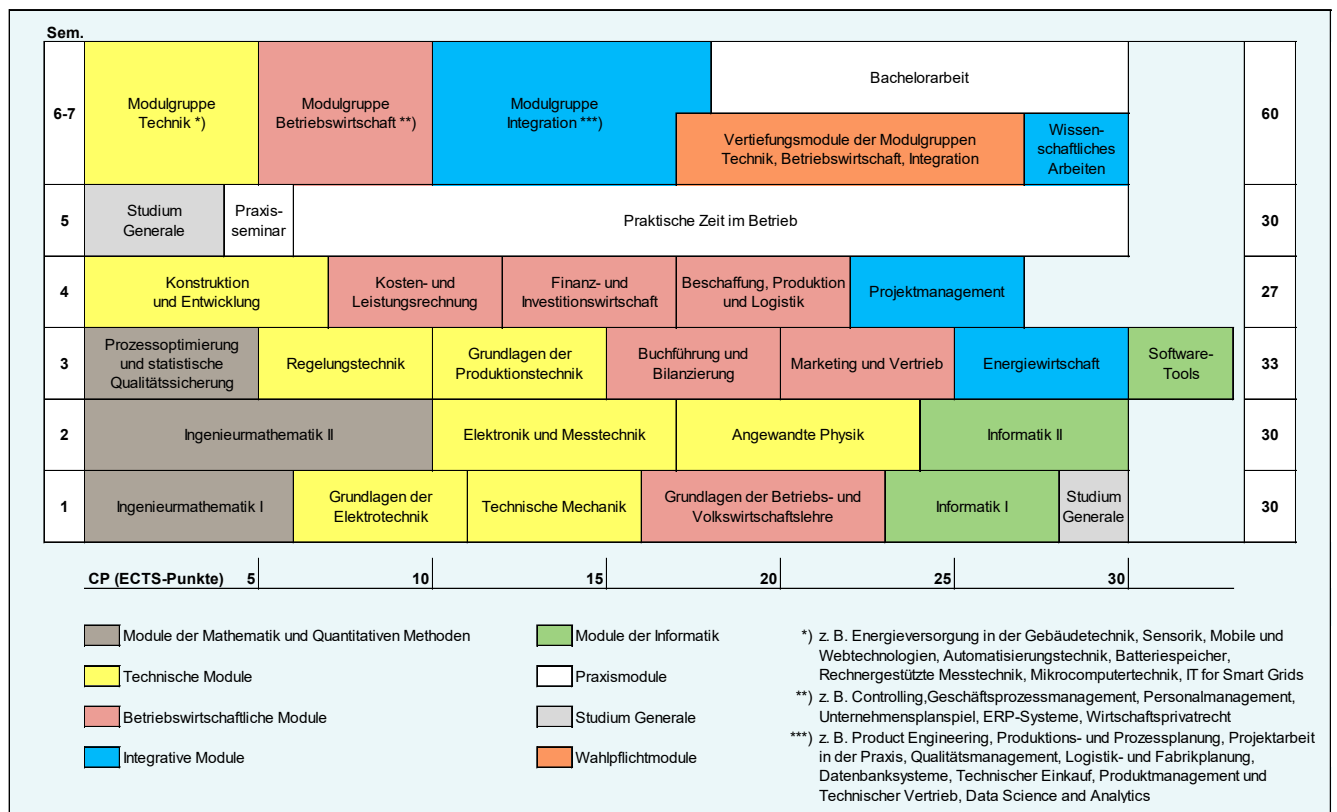 Sem.
6-7
Modulgruppe
Technik *)
Modulgruppe
Betriebswirtschaft **)
Modulgruppe
Integration ***)
Bachelorarbeit
Vertiefungsmodule der Modulgruppen
Technik, Betriebswirtschaft, Integration
Wissen-
schaftliches
Arbeiten
60
5
Studium
Generale
Praxis-
seminar
Praktische Zeit im Betrieb
30
4
Konstruktion
und Entwicklung
Kosten- und
Leistungsrechnung
Finanz- und
Investitionswirtschaft
Beschaffung, Produktion
und Logistik
Projektmanagement
27
3
Prozessoptimierung
und statistische
Qualitätssicherung
Regelungstechnik
Grundlagen der
Produktionstechnik
Buchführung und
Bilanzierung
Marketing und Vertrieb
Energiewirtschaft
Software-
Tools
33
2
Ingenieurmathematik II
Elektronik und Messtechnik
Angewandte Physik
Informatik II
30
1
Ingenieurmathematik I
Grundlagen der
Elektrotechnik
Technische Mechanik
Grundlagen der Betriebs- und
Volkswirtschaftslehre
Informatik I
Studium
Generale
30
CP (ECTS-Punkte) 5 10 15 20 25 30
Module der Mathematik und Quantitativen Methoden
Technische Module
Betriebswirtschaftliche Module
Integrative Module
Module der Informatik
Praxismodule
Studium Generale
Wahlpflichtmodule
*) z. B. Energieversorgung in der Gebäudetechnik, Sensorik, Mobile und
Webtechnologien, Automatisierungstechnik, Batteriespeicher,
Rechnergestützte Messtechnik, Mikrocomputertechnik, IT for Smart Grids
**) z. B. Controlling,Geschäftsprozessmanagement, Personalmanagement,
Unternehmensplanspiel, ERP-Systeme, Wirtschaftsprivatrecht
***) z. B. Product Engineering, Produktions- und Prozessplanung, Projektarbeit
in der Praxis, Qualitätsmanagement, Logistik- und Fabrikplanung,
Datenbanksysteme, Technischer Einkauf, Produktmanagement und
Technischer Vertrieb, Data Science and Analytics